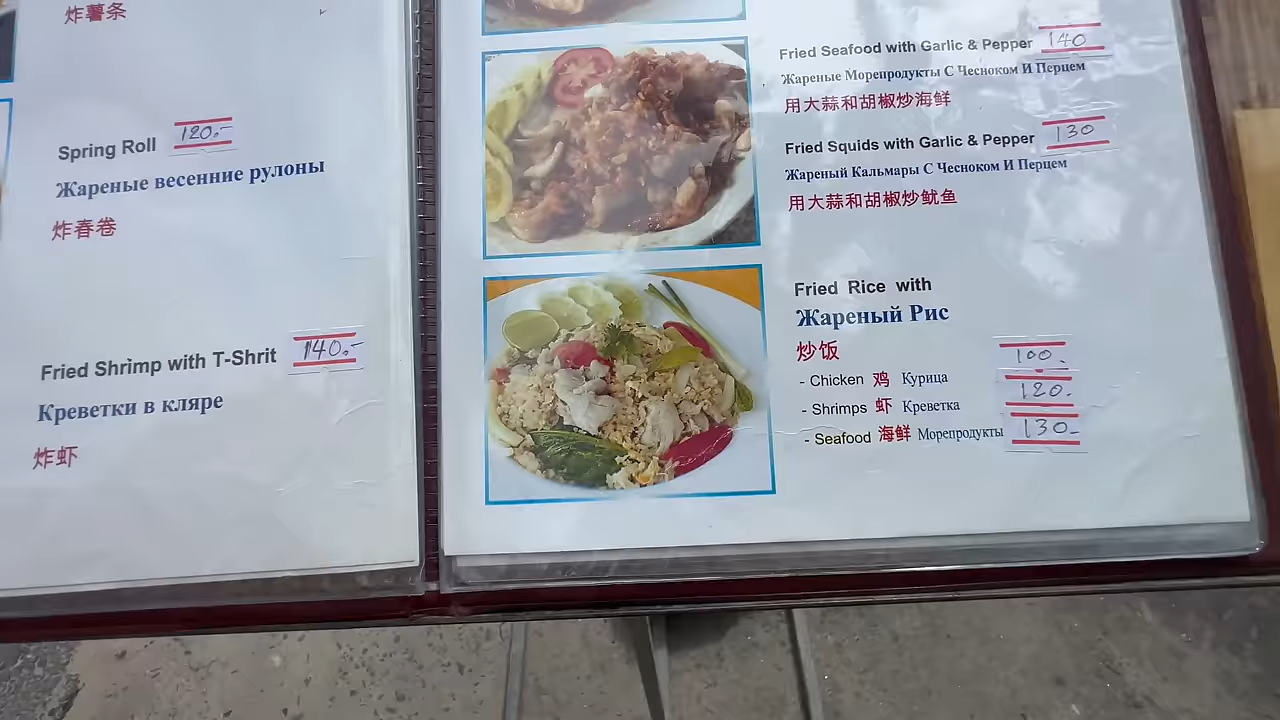 炸薯条
Spring Roll 120.-
Жареные весенние рулоны
炸春卷
Fried Shrimp with T-Shrit 140.-
Креветки в кляре
炸虾
Fried Seafood with Garlic & Pepper 140
Жареные Морепродукты С Чесноком И Перцем
用大蒜和胡椒炒海鲜
Fried Squids with Garlic & Pepper 130
Жареный Кальмары С Чесноком И Перцем
用大蒜和胡椒炒鱿鱼
Fried Rice with
Жареный Рис
炒饭 100.
- Chicken 鸡 Курица 120.
- Shrimps 虾 Креветка 130-
- Seafood 海鲜 Морепродукты